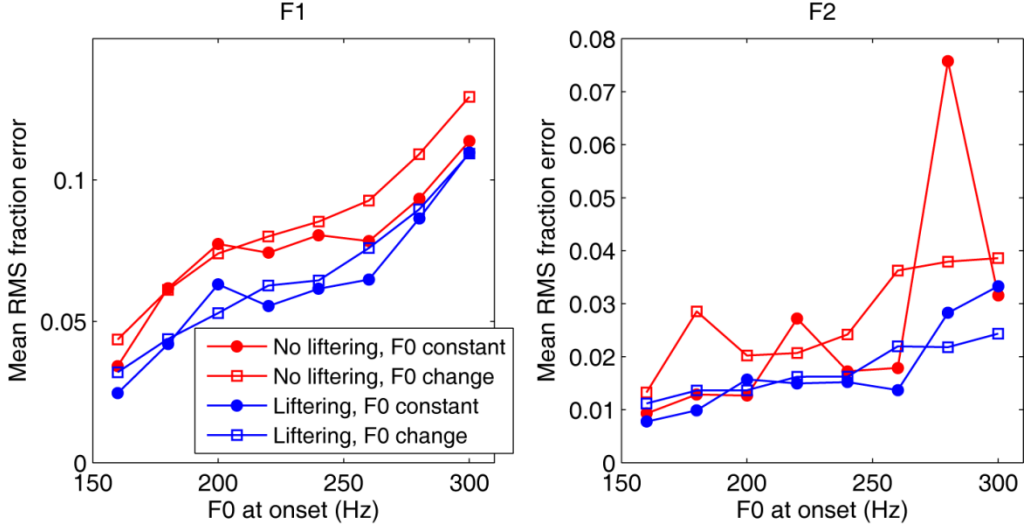 F1
Mean RMS fraction error
0.1
0.05
0
150
200
250
300
F0 at onset (Hz)
No liftering, F0 constant
No liftering, F0 change
Liftering, F0 constant
Liftering, F0 change
F2
Mean RMS fraction error
0.08
0.07
0.06
0.05
0.04
0.03
0.02
0.01
0
150
200
250
300
F0 at onset (Hz)